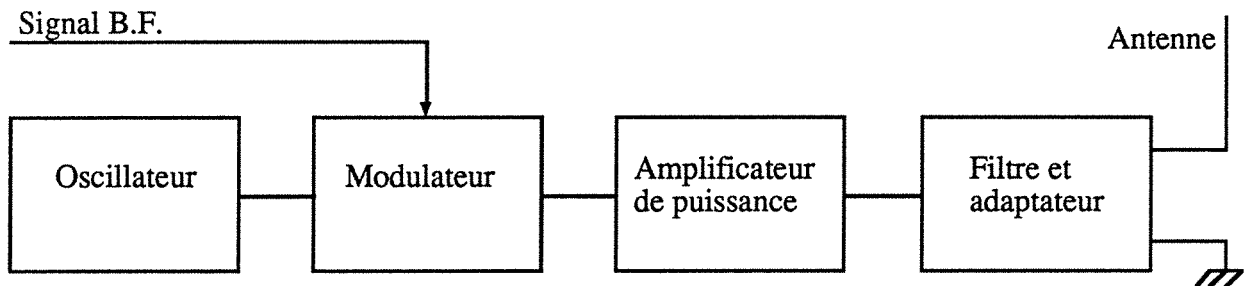 Signal B.F.
Antenne
Oscillateur
Modulateur
Amplificateur
de puissance
Filtre et
adaptateur